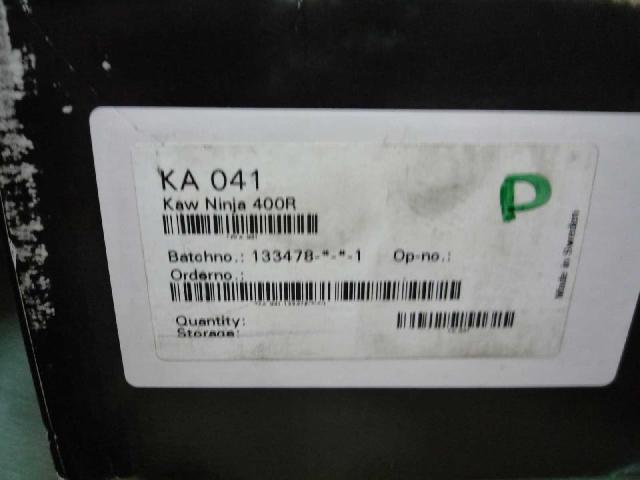 KA 041
Kaw Ninja 400R
Batchno.: 133478-*-*-1 Op-no.:
Orderno.:
Quantity:
Storage:
P
Made in Sweden